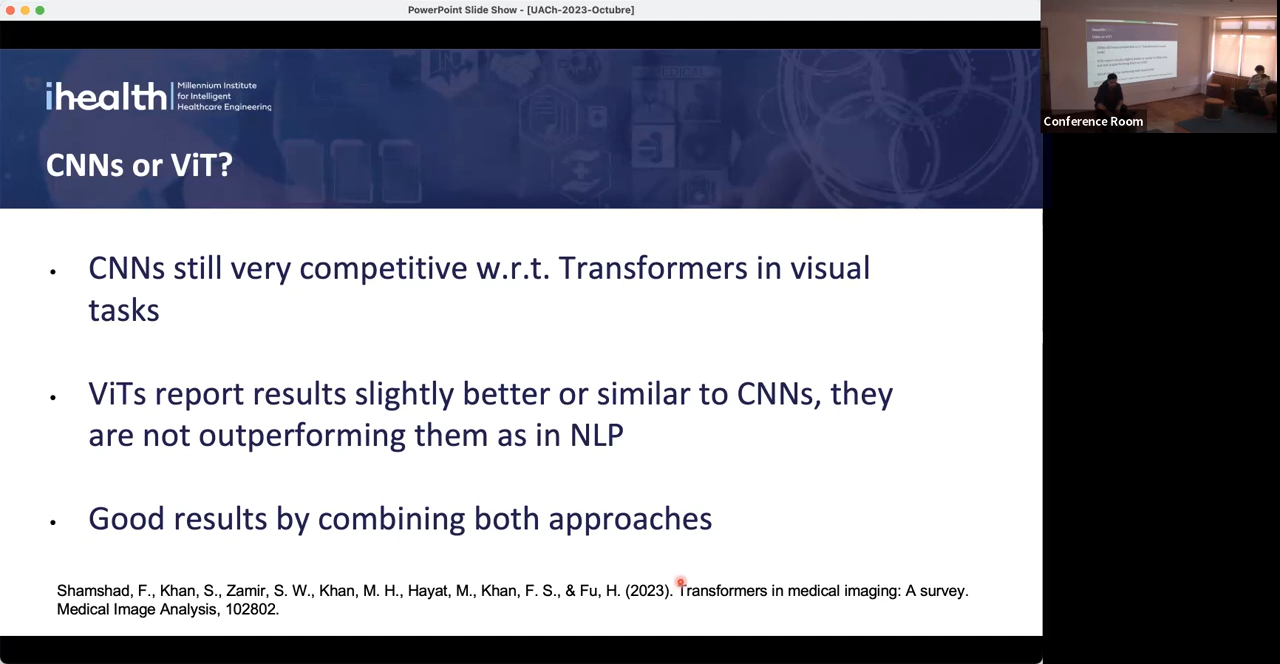 PowerPoint Slide Show - [UACh-2023-Octubre]
ihealth
Millennium Institute
for Intelligent
Healthcare Engineering
CNNs or ViT?
Conference Room
• CNNs still very competitive w.r.t. Transformers in visual
tasks
• ViTs report results slightly better or similar to CNNs, they
are not outperforming them as in NLP
• Good results by combining both approaches
Shamshad, F., Khan, S., Zamir, S. W., Khan, M. H., Hayat, M., Khan, F. S., & Fu, H. (2023). Transformers in medical imaging: A survey.
Medical Image Analysis, 102802.